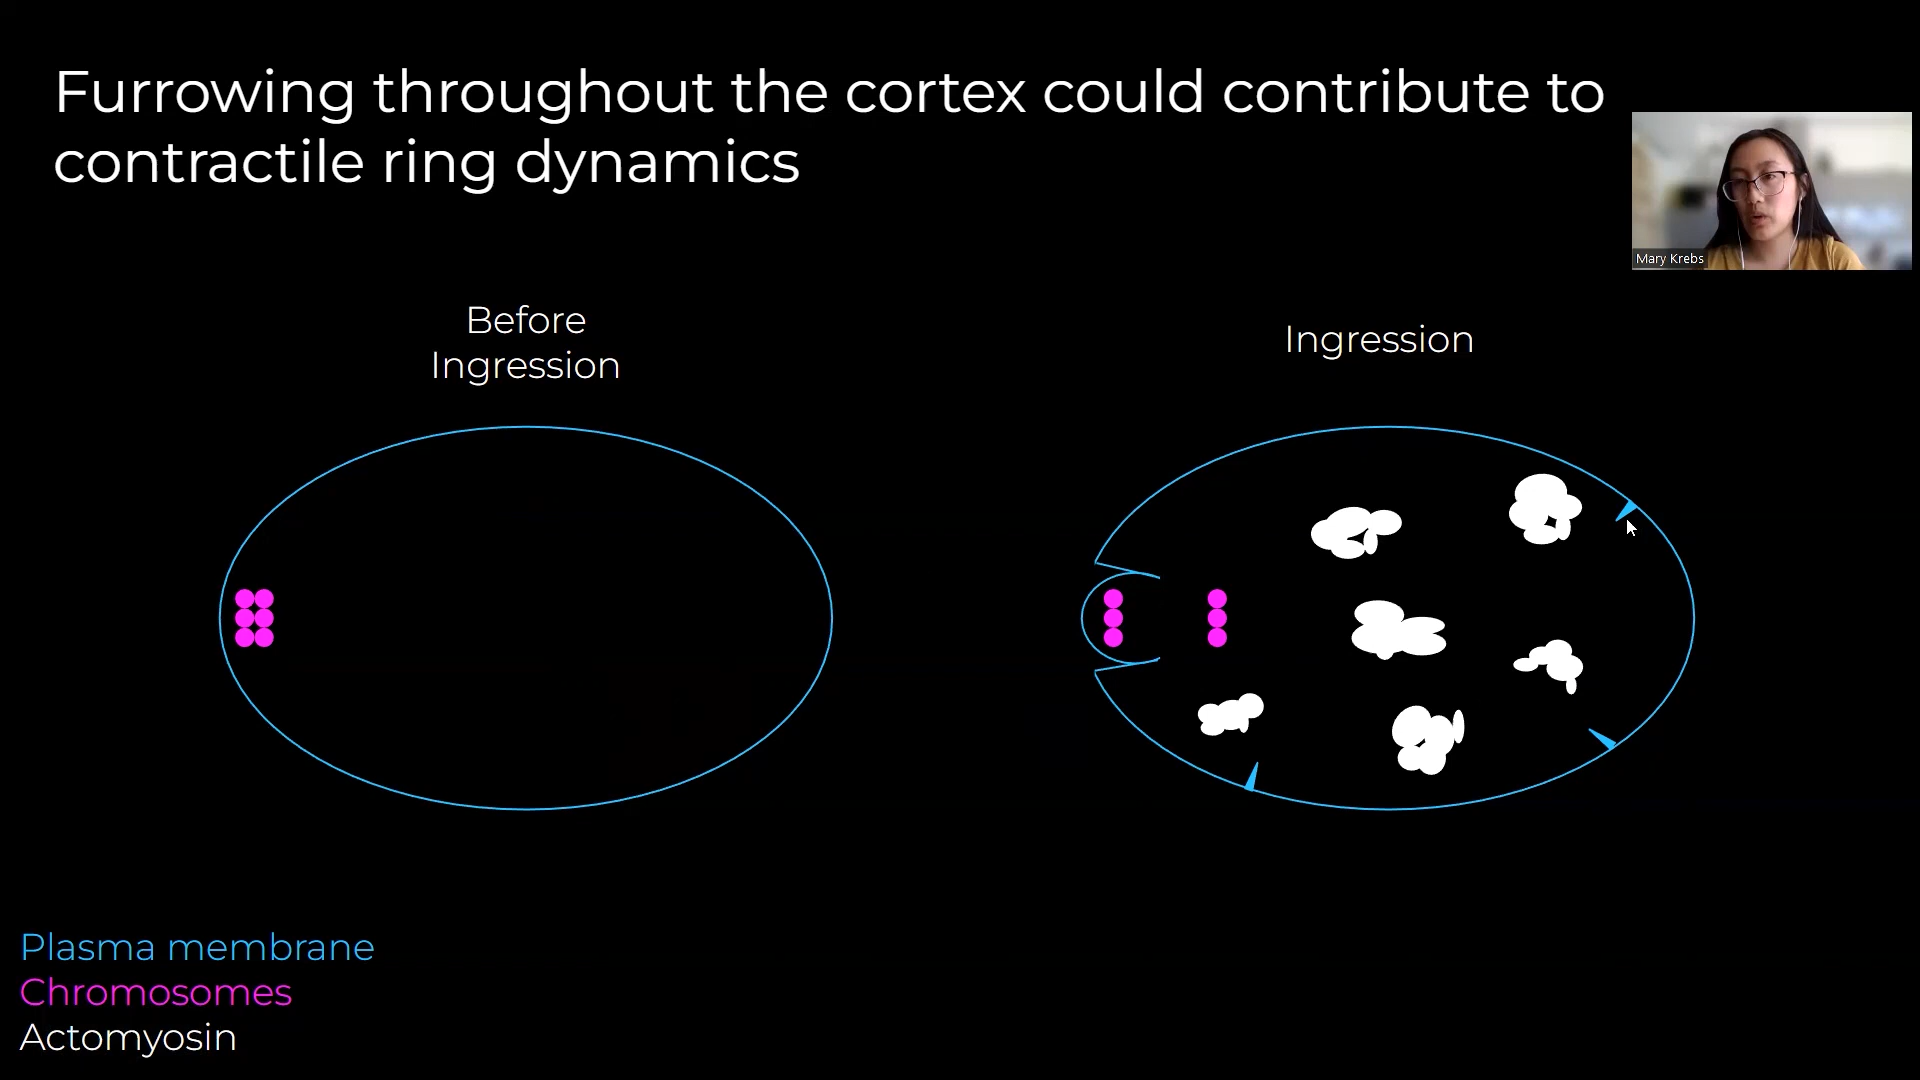 Furrowing throughout the cortex could contribute to
contractile ring dynamics
Mary Krebs
Before
Ingression
Ingression
Plasma membrane
Chromosomes
Actomyosin